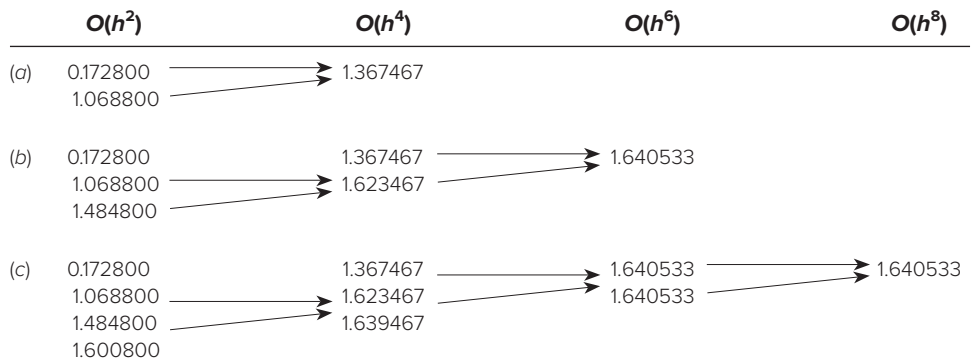 O(h²) O(h⁴) O(h⁶) O(h⁸)
(a) 0.172800 1.367467
1.068800
(b) 0.172800 1.367467 1.640533
1.068800 1.623467
1.484800
(c) 0.172800 1.367467 1.640533 1.640533
1.068800 1.623467 1.640533
1.484800 1.639467
1.600800